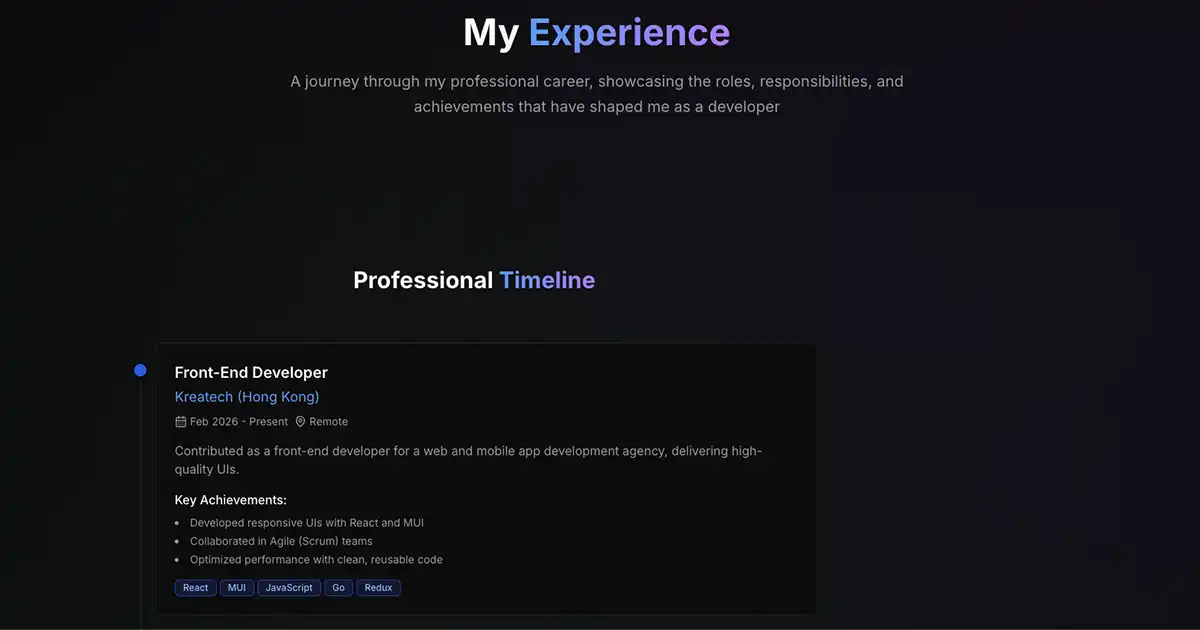 My Experience
A journey through my professional career, showcasing the roles, responsibilities, and
achievements that have shaped me as a developer
Professional Timeline
Front-End Developer
Kreatech (Hong Kong)
Feb 2026 - Present Remote
Contributed as a front-end developer for a web and mobile app development agency, delivering high-
quality UIs.
Key Achievements:
• Developed responsive UIs with React and MUI
• Collaborated in Agile (Scrum) teams
• Optimized performance with clean, reusable code
React MUI JavaScript Go Redux